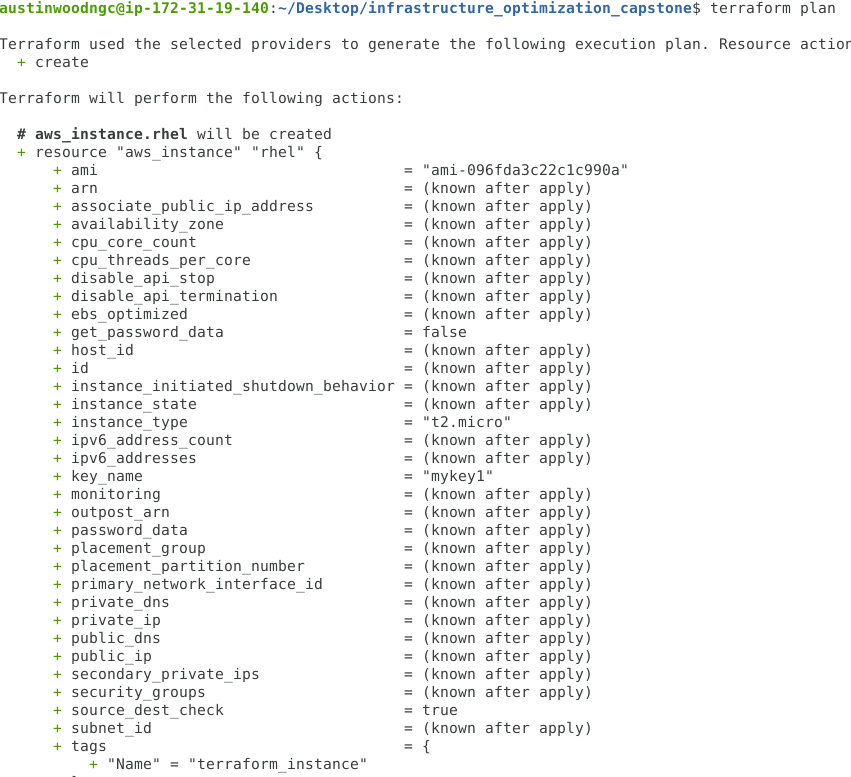 austinwoodngc@ip-172-31-19-140:~/Desktop/infrastructure_optimization_capstone$ terraform plan
Terraform used the selected providers to generate the following execution plan. Resource action
+ create
Terraform will perform the following actions:
# aws_instance.rhel will be created
+ resource "aws_instance" "rhel" {
+ ami = "ami-096fda3c22c1c990a"
+ arn = (known after apply)
+ associate_public_ip_address = (known after apply)
+ availability_zone = (known after apply)
+ cpu_core_count = (known after apply)
+ cpu_threads_per_core = (known after apply)
+ disable_api_stop = (known after apply)
+ disable_api_termination = (known after apply)
+ ebs_optimized = (known after apply)
+ get_password_data = false
+ host_id = (known after apply)
+ id = (known after apply)
+ instance_initiated_shutdown_behavior = (known after apply)
+ instance_state = (known after apply)
+ instance_type = "t2.micro"
+ ipv6_address_count = (known after apply)
+ ipv6_addresses = (known after apply)
+ key_name = "mykey1"
+ monitoring = (known after apply)
+ outpost_arn = (known after apply)
+ password_data = (known after apply)
+ placement_group = (known after apply)
+ placement_partition_number = (known after apply)
+ primary_network_interface_id = (known after apply)
+ private_dns = (known after apply)
+ private_ip = (known after apply)
+ public_dns = (known after apply)
+ public_ip = (known after apply)
+ secondary_private_ips = (known after apply)
+ security_groups = (known after apply)
+ source_dest_check = true
+ subnet_id = (known after apply)
+ tags = {
+ "Name" = "terraform_instance"